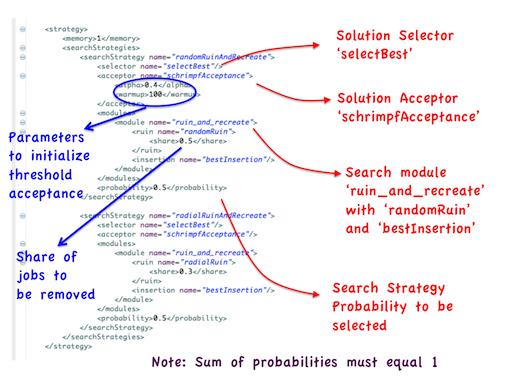 <strategy>
<memory>1</memory>
<searchStrategies>
<searchStrategy name="randomRuinAndRecreate">
<selector name="selectBest"/>
<acceptor name="schrimpfAcceptance">
<alpha>0.4</alpha>
<warmup>100</warmup>
</acceptor>
<modules>
<module name="ruin_and_recreate">
<ruin name="randomRuin">
<share>0.5</share>
</ruin>
<insertion name="bestInsertion"/>
</module>
</modules>
<probability>0.5</probability>
</searchStrategy>
<searchStrategy name="radialRuinAndRecreate">
<selector name="selectBest"/>
<acceptor name="schrimpfAcceptance"/>
<modules>
<module name="ruin_and_recreate">
<ruin name="radialRuin">
<share>0.3</share>
</ruin>
<insertion name="bestInsertion"/>
</module>
</modules>
<probability>0.5</probability>
</searchStrategy>
</searchStrategies>
</strategy>
Parameters
to initialize
threshold
acceptance
Share of
jobs to
be removed
Solution Selector
‘selectBest’
Solution Acceptor
‘schrimpfAcceptance’
Search module
‘ruin_and_recreate’
with ‘randomRuin’
and ‘bestInsertion’
Search Strategy
Probability to be
selected
Note: Sum of probabilities must equal 1